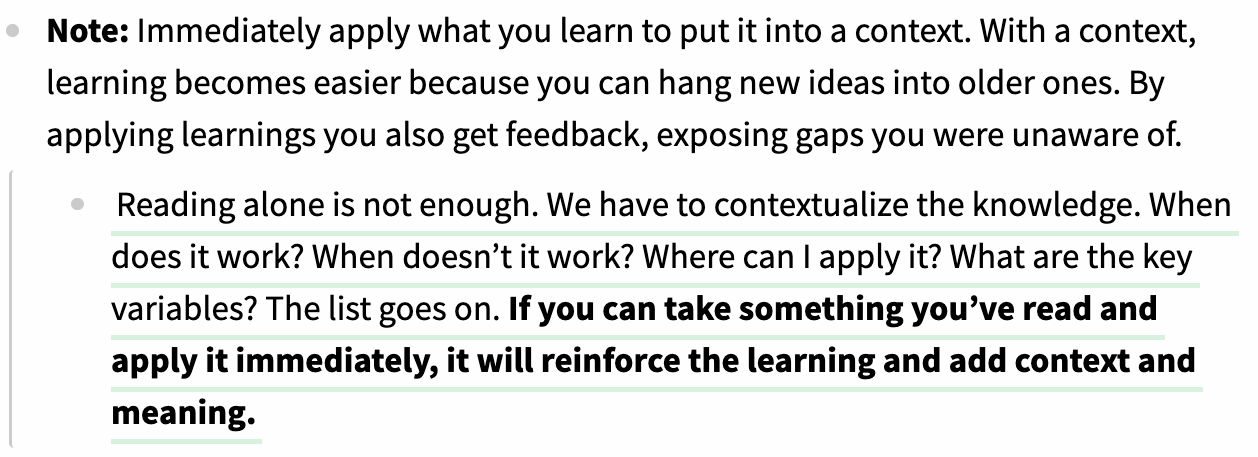 Note: Immediately apply what you learn to put it into a context. With a context,
learning becomes easier because you can hang new ideas into older ones. By
applying learnings you also get feedback, exposing gaps you were unaware of.
Reading alone is not enough. We have to contextualize the knowledge. When
does it work? When doesn’t it work? Where can I apply it? What are the key
variables? The list goes on. If you can take something you’ve read and
apply it immediately, it will reinforce the learning and add context and
meaning.